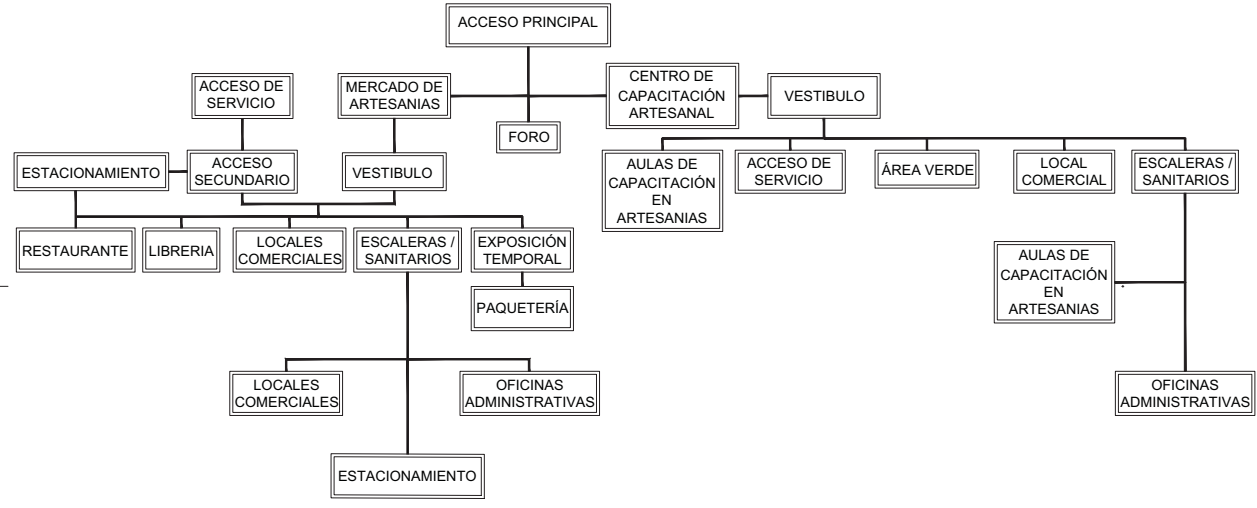 ACCESO PRINCIPAL
ACCESO DE
SERVICIO
MERCADO DE
ARTESANIAS
CENTRO DE
CAPACITACIÓN
ARTESANAL
VESTIBULO
FORO
ESTACIONAMIENTO
ACCESO
SECUNDARIO
VESTIBULO
AULAS DE
CAPACITACIÓN
EN
ARTESANIAS
ACCESO DE
SERVICIO
ÁREA VERDE
LOCAL
COMERCIAL
ESCALERAS /
SANITARIOS
RESTAURANTE
LIBRERIA
LOCALES
COMERCIALES
ESCALERAS /
SANITARIOS
EXPOSICIÓN
TEMPORAL
AULAS DE
CAPACITACIÓN
EN
ARTESANIAS
PAQUETERÍA
LOCALES
COMERCIALES
OFICINAS
ADMINISTRATIVAS
OFICINAS
ADMINISTRATIVAS
ESTACIONAMIENTO